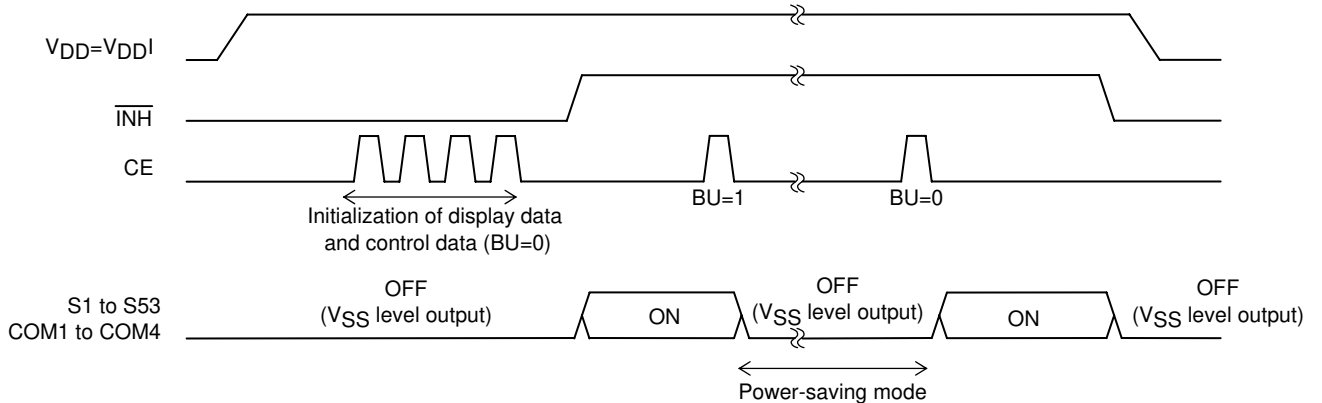 VDD=VDDI
INH
CE
BU=1
BU=0
Initialization of display data
and control data (BU=0)
S1 to S53
COM1 to COM4
OFF
(VSS level output)
ON
OFF
(VSS level output)
ON
OFF
(VSS level output)
Power-saving mode